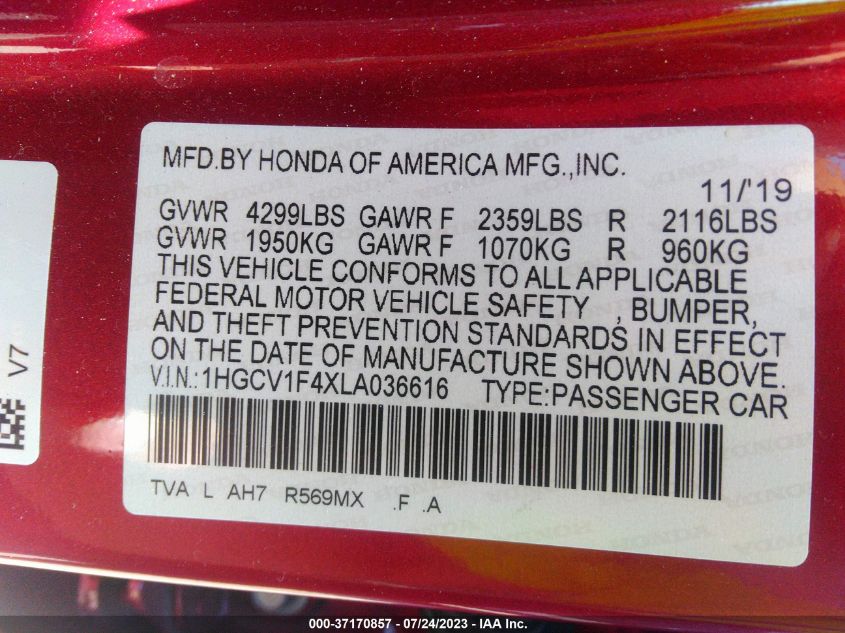 MFD.BY HONDA OF AMERICA MFG.,INC.
11/'19
GVWR 4299LBS GAWR F 2359LBS R 2116LBS
GVWR 1950KG GAWR F 1070KG R 960KG
THIS VEHICLE CONFORMS TO ALL APPLICABLE
FEDERAL MOTOR VEHICLE SAFETY , BUMPER,
AND THEFT PREVENTION STANDARDS IN EFFECT
ON THE DATE OF MANUFACTURE SHOWN ABOVE.
V.I.N.:1HGCV1F4XLA036616 TYPE:PASSENGER CAR
TVA L AH7 R569MX .F .A
V7
000-37170857 - 07/24/2023 - IAA Inc.